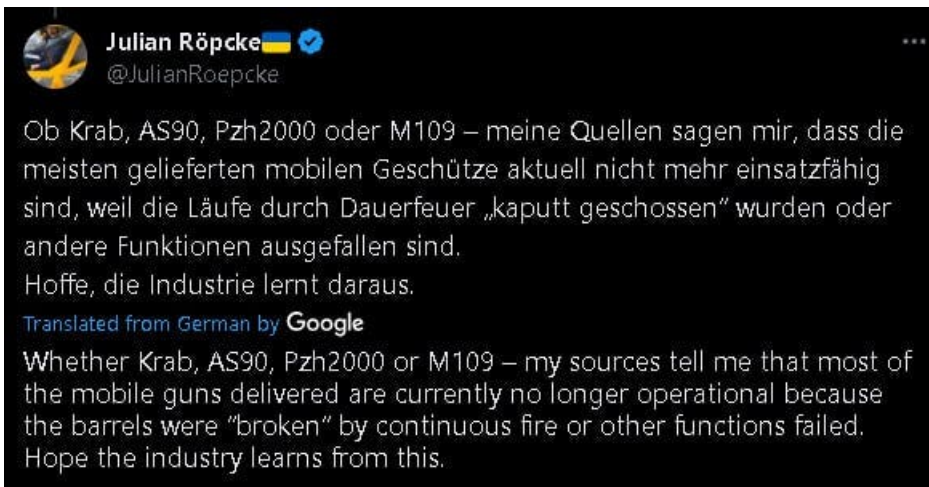 Julian Röpcke🇺🇦
@JulianRoepcke
Ob Krab, AS90, Pzh2000 oder M109 – meine Quellen sagen mir, dass die
meisten gelieferten mobilen Geschütze aktuell nicht mehr einsatzfähig
sind, weil die Läufe durch Dauerfeuer „kaputt geschossen“ wurden oder
andere Funktionen ausgefallen sind.
Hoffe, die Industrie lernt daraus.
Translated from German by Google
Whether Krab, AS90, Pzh2000 or M109 – my sources tell me that most of
the mobile guns delivered are currently no longer operational because
the barrels were “broken” by continuous fire or other functions failed.
Hope the industry learns from this.